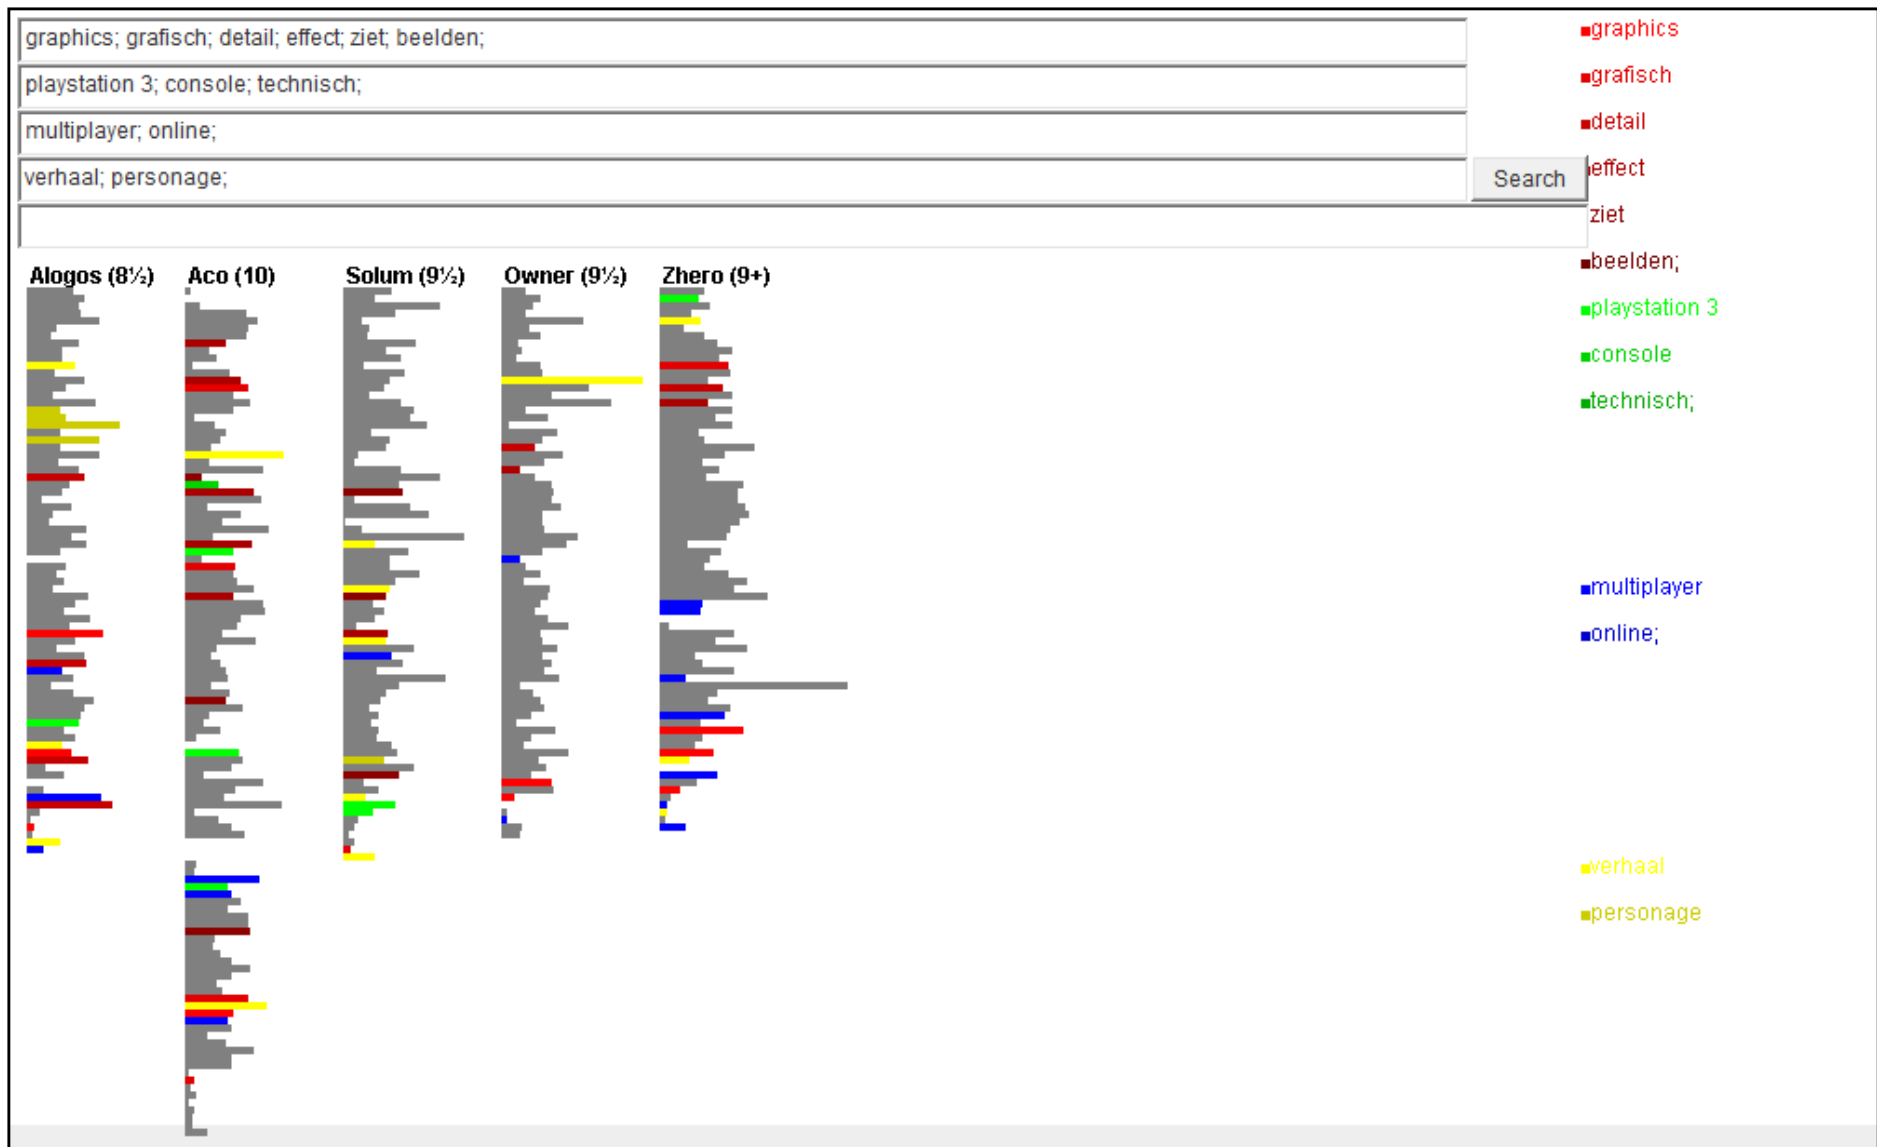 graphics; grafisch; detail; effect; ziet; beelden;
playstation 3; console; technisch;
multiplayer; online;
verhaal; personage;
Search
graphics
grafisch
detail
effect
ziet
beelden;
playstation 3
console
technisch;
multiplayer
online;
verhaal
personage
Alogos (8½)
Aco (10)
Solum (9½)
Owner (9½)
Zhero (9+)